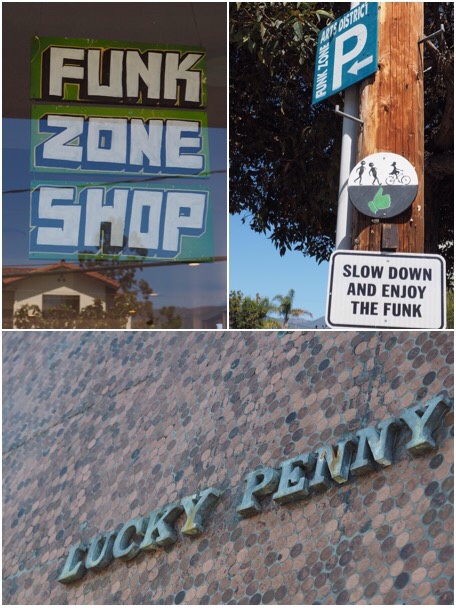 FUNK
ZONE
SHOP
FUNK ZONE
ARTS DISTRICT
P
SLOW DOWN
AND ENJOY
THE FUNK
LUCKY PENNY